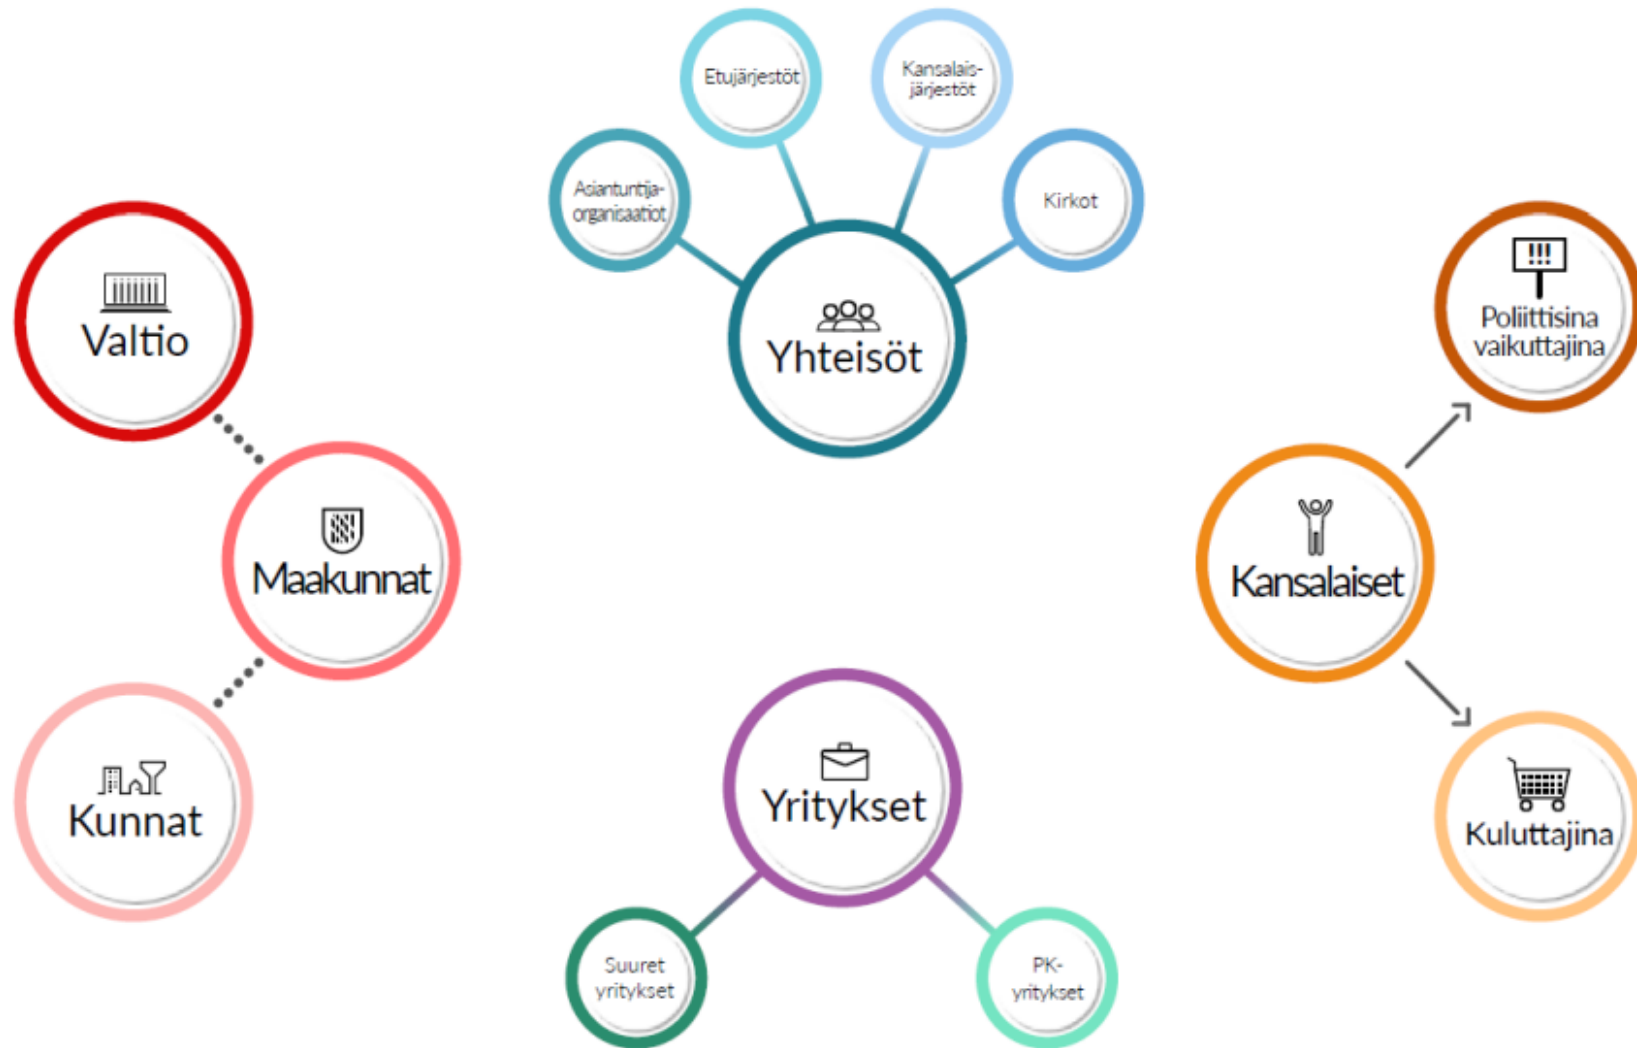 Valtio
Maakunnat
Kunnat
Etujärjestöt
Kansalais-
järjestöt
Asiantuntija-
organisaatiot
Kirkot
Yhteisöt
Yritykset
Suuret
yritykset
PK-
yritykset
!!!
Poliittisina
vaikuttajina
Kansalaiset
Kuluttajina